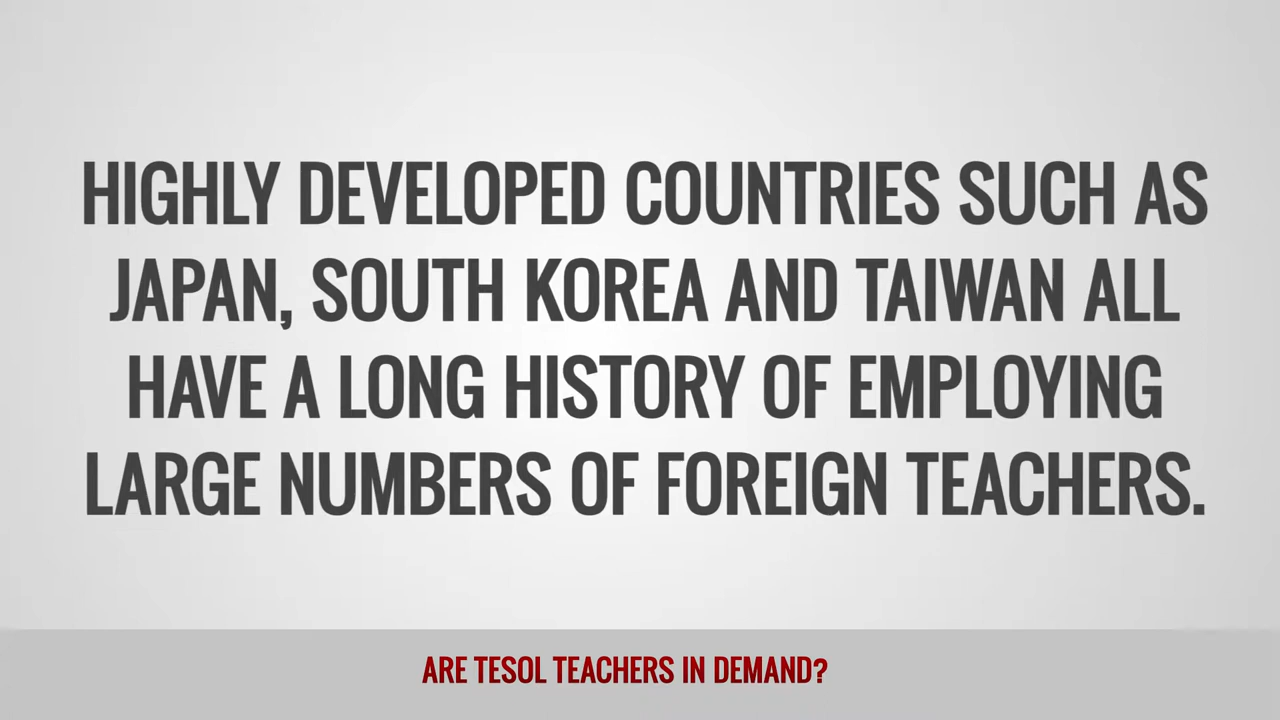 HIGHLY DEVELOPED COUNTRIES SUCH AS
JAPAN, SOUTH KOREA AND TAIWAN ALL
HAVE A LONG HISTORY OF EMPLOYING
LARGE NUMBERS OF FOREIGN TEACHERS.
ARE TESOL TEACHERS IN DEMAND?